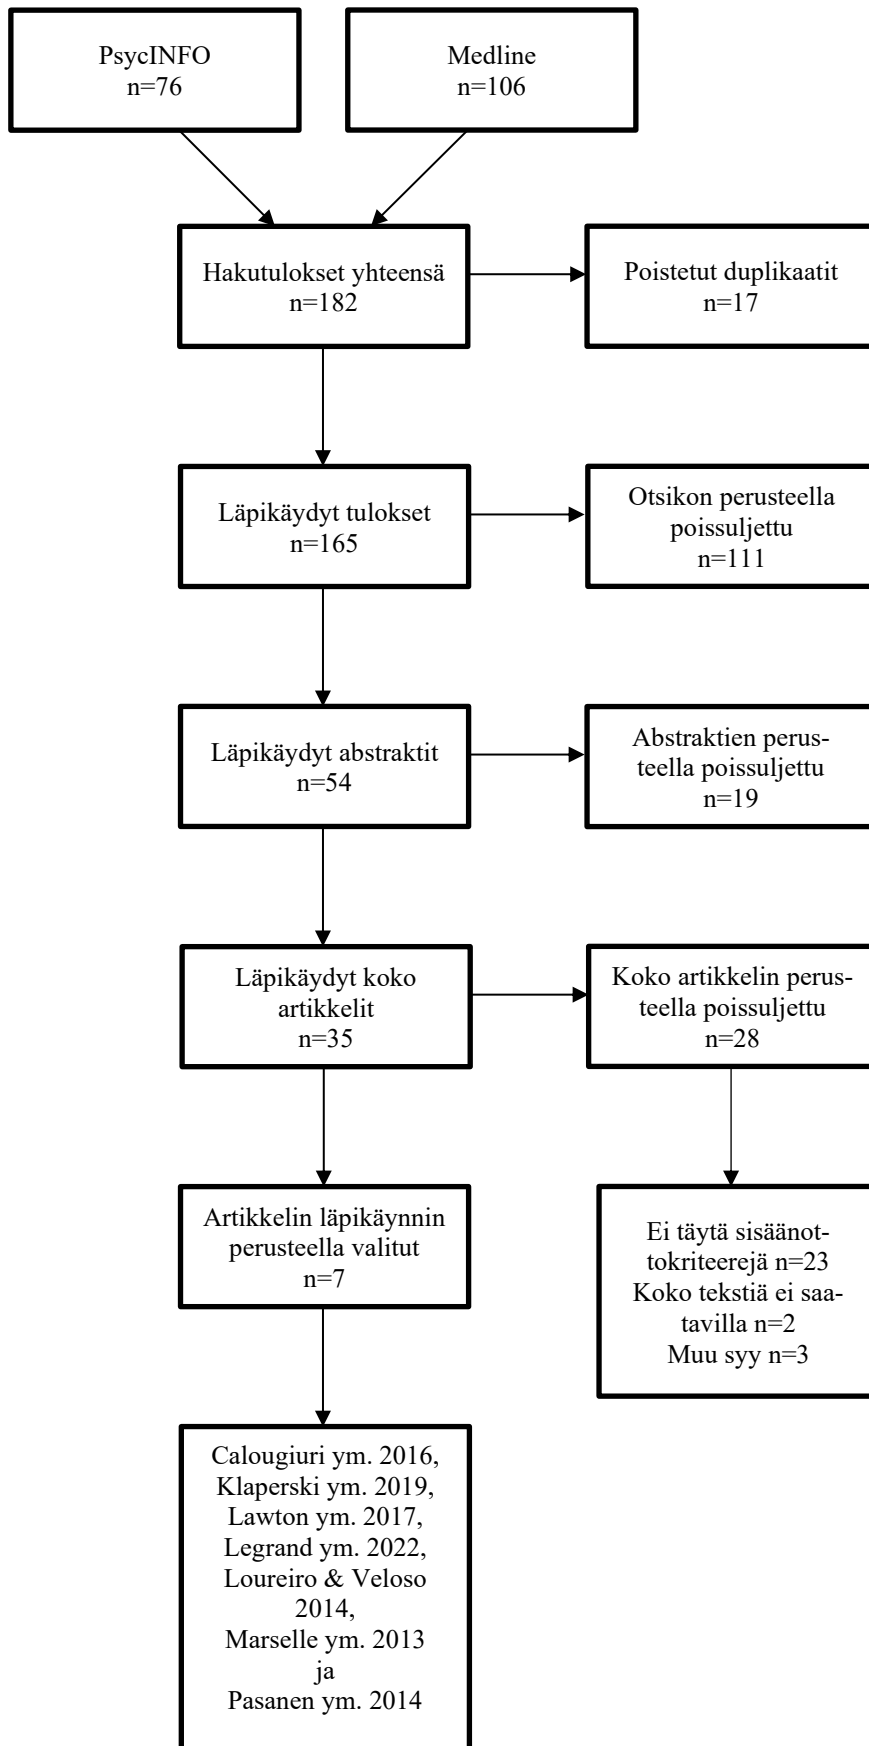 PsycINFO
n=76
Medline
n=106
Hakutulokset yhteensä
n=182
Poistetut duplikaatit
n=17
Läpikäydyt tulokset
n=165
Otsikon perusteella
poissuljettu
n=111
Läpikäydyt abstraktit
n=54
Abstraktien perus-
teella poissuljettu
n=19
Läpikäydyt koko
artikkelit
n=35
Koko artikkelin perus-
teella poissuljettu
n=28
Artikkelin läpikäynnin
perusteella valitut
n=7
Ei täytä sisäänot-
tokriteerejä n=23
Koko tekstiä ei saa-
tavilla n=2
Muu syy n=3
Calougiuri ym. 2016,
Klaperski ym. 2019,
Lawton ym. 2017,
Legrand ym. 2022,
Loureiro & Veloso
2014,
Marselle ym. 2013
ja
Pasanen ym. 2014